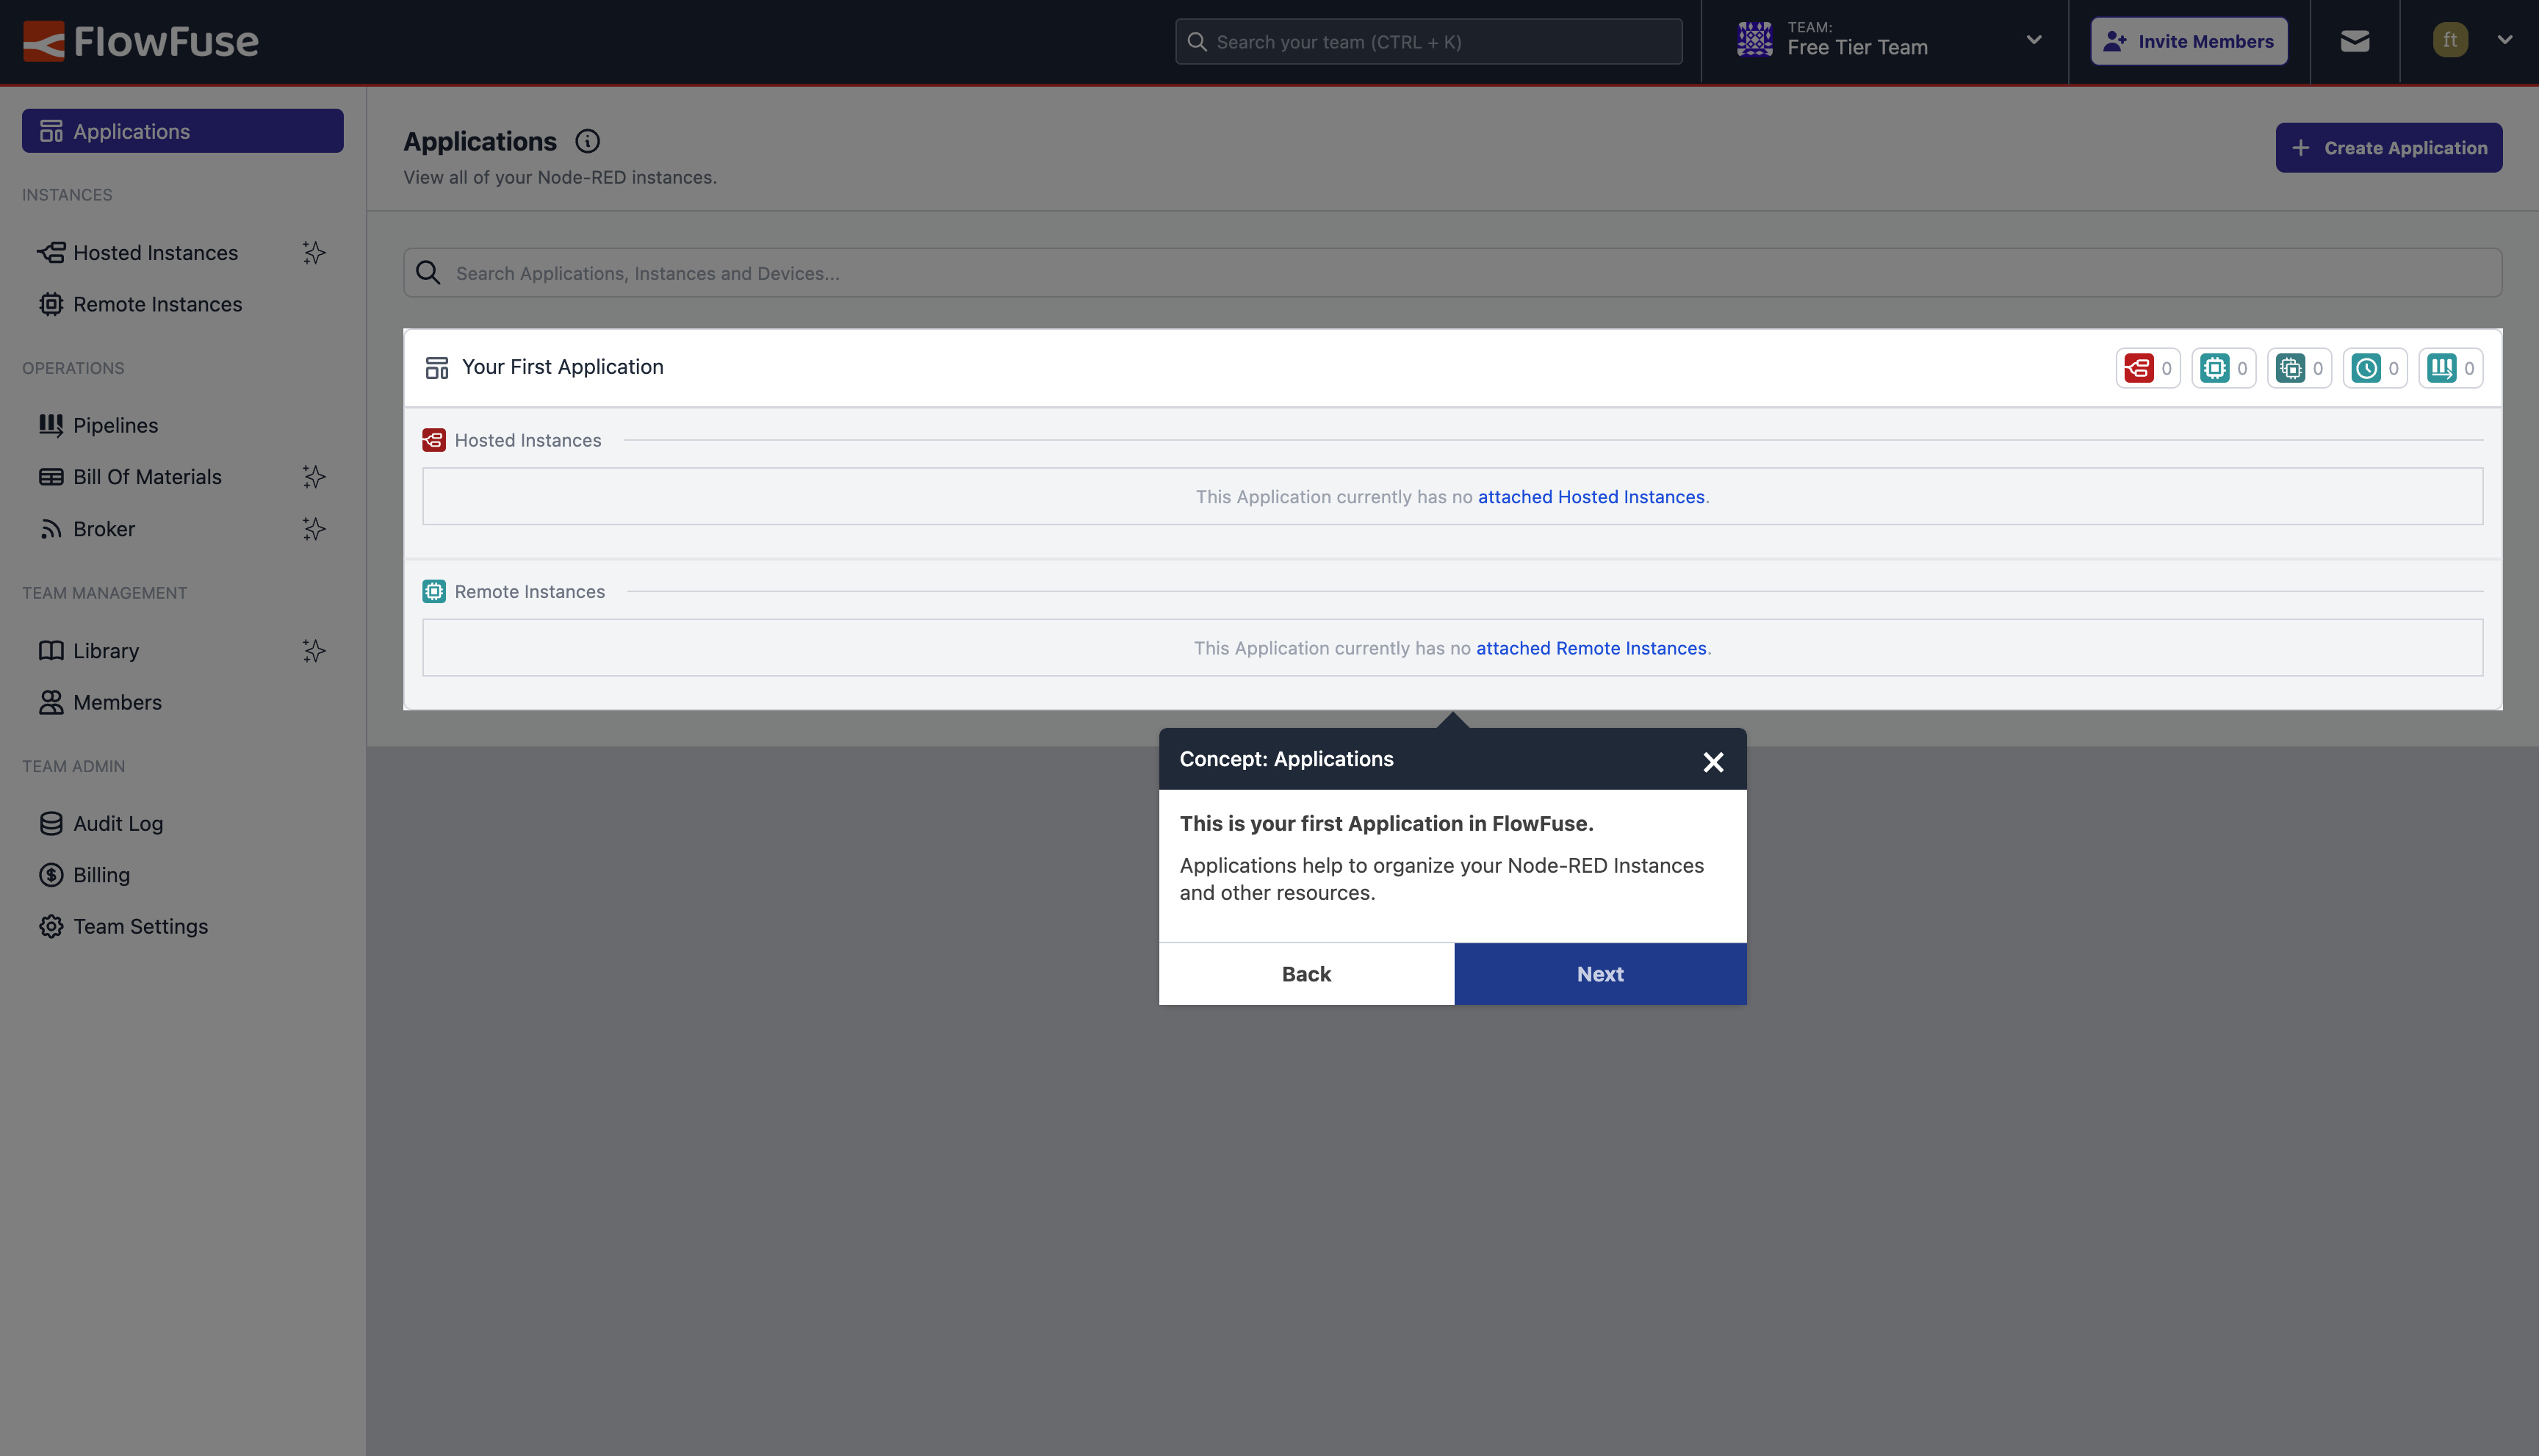 FlowFuse
Search your team (CTRL + K)
TEAM:
Free Tier Team
Invite Members
ft
Applications
INSTANCES
Hosted Instances
Remote Instances
OPERATIONS
Pipelines
Bill Of Materials
Broker
TEAM MANAGEMENT
Library
Members
TEAM ADMIN
Audit Log
Billing
Team Settings
Applications
View all of your Node-RED instances.
Create Application
Search Applications, Instances and Devices...
Your First Application
0 0 0 0 0
Hosted Instances
This Application currently has no attached Hosted Instances.
Remote Instances
This Application currently has no attached Remote Instances.
Concept: Applications
This is your first Application in FlowFuse.
Applications help to organize your Node-RED Instances
and other resources.
Back
Next